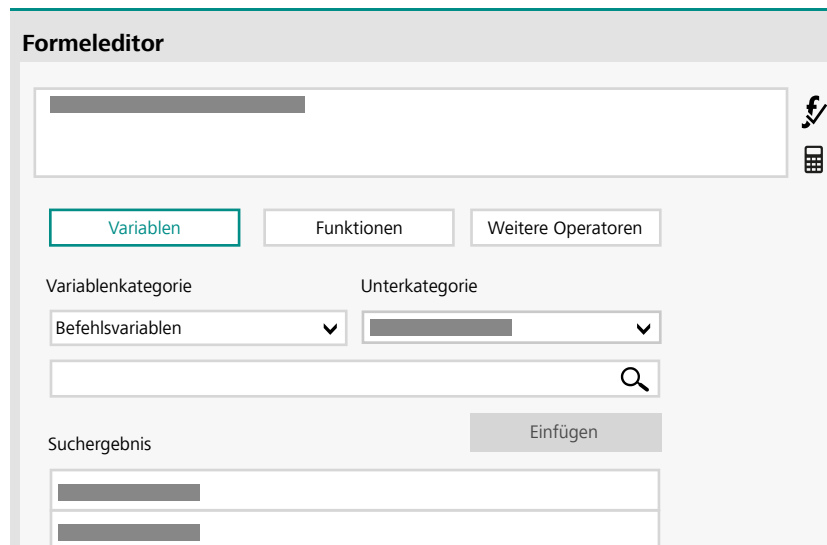 Formeleditor
Variablen Funktionen Weitere Operatoren
Variablenkategorie Unterkategorie
Befehlsvariablen
Einfügen
Suchergebnis